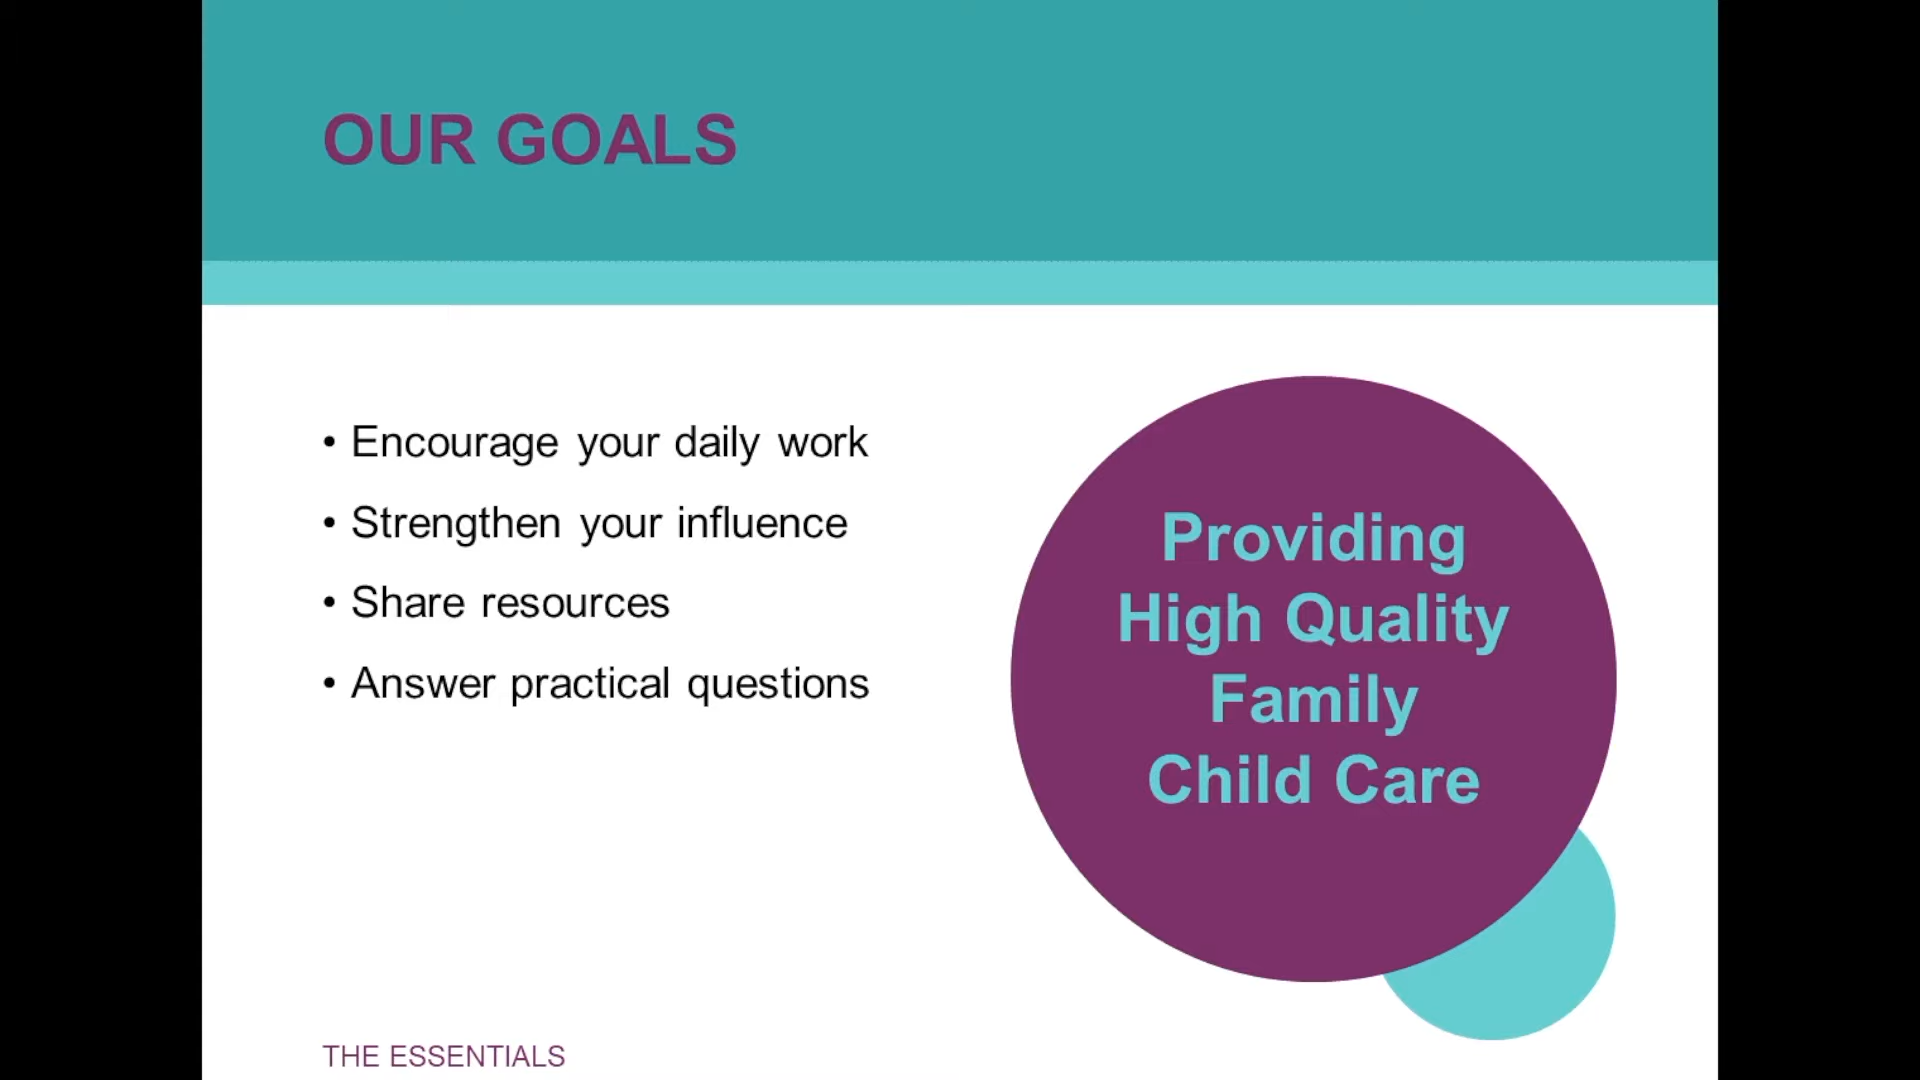 OUR GOALS
• Encourage your daily work
• Strengthen your influence
• Share resources
• Answer practical questions
Providing
High Quality
Family
Child Care
THE ESSENTIALS